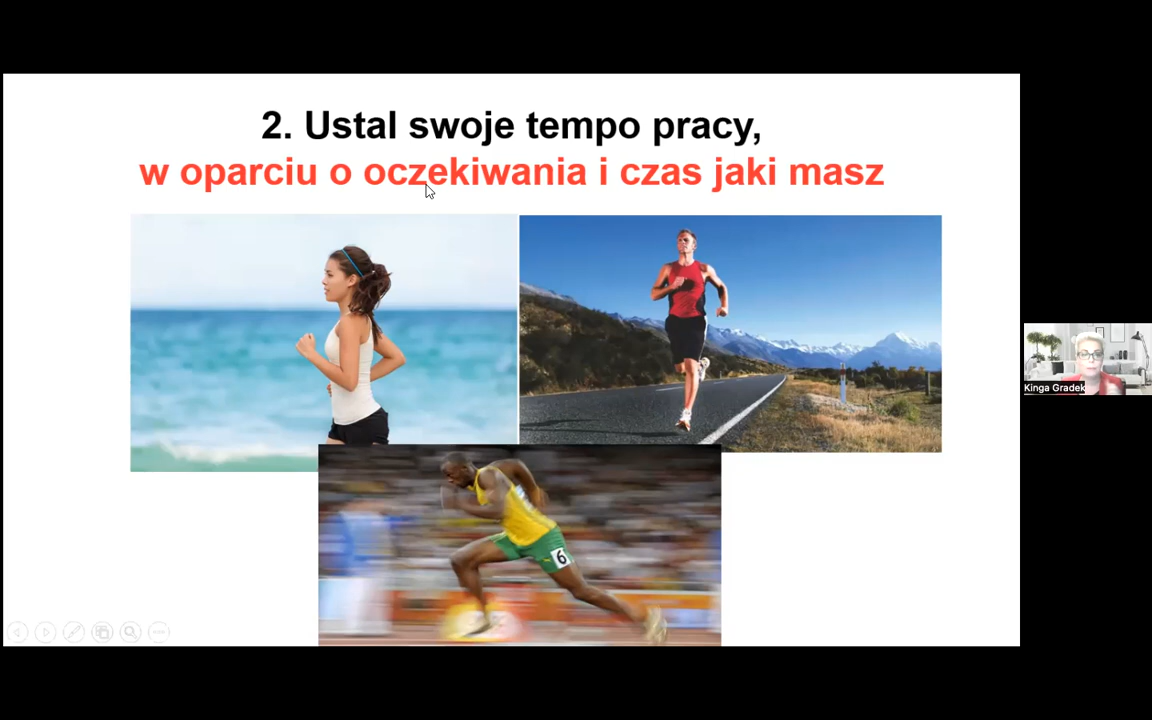 2. Ustal swoje tempo pracy,
w oparciu o oczekiwania i czas jaki masz
Kinga Gradek
6